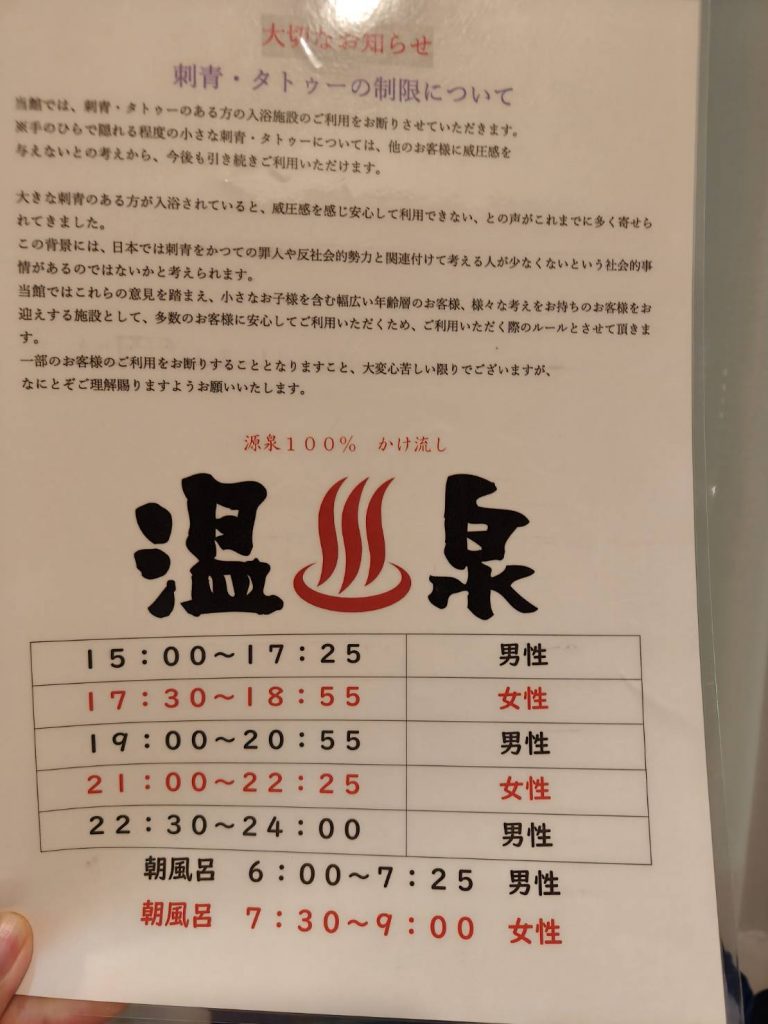 大切なお知らせ
刺青・タトゥーの制限について
当館では、刺青・タトゥーのある方の入浴施設のご利用をお断りさせていただきます。
※手のひらで隠れる程度の小さな刺青・タトゥーについては、他のお客様に威圧感を
与えないとの考えから、今後も引き続きご利用いただけます。
大きな刺青のある方が入浴されていると、威圧感を感じ安心して利用できない、との声がこれまでに多く寄せら
れてきました。
この背景には、日本では刺青をかつての罪人や反社会的勢力と関連付けて考える人が少なくないという社会的事
情があるのではないかと考えられます。
当館ではこれらの意見を踏まえ、小さなお子様を含む幅広い年齢層のお客様、様々な考えをお持ちのお客様をお
迎えする施設として、多数のお客様に安心してご利用いただくため、ご利用いただく際のルールとさせて頂きま
す。
一部のお客様のご利用をお断りすることとなりますこと、大変心苦しい限りでございますが、
なにとぞご理解賜りますようお願いいたします。
源泉100% かけ流し
温泉
15:00～17:25 男性
17:30～18:55 女性
19:00～20:55 男性
21:00～22:25 女性
22:30～24:00 男性
朝風呂 6:00～7:25 男性
朝風呂 7:30～9:00 女性